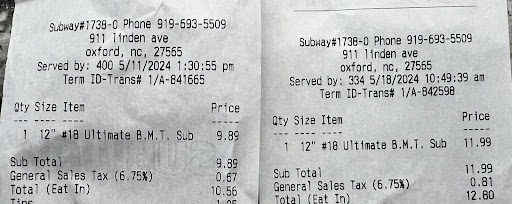 Subway#1738-0 Phone 919-693-5509
911 linden ave
oxford, nc, 27565
Served by: 400 5/11/2024 1:30:55 pm
Term ID-Trans# 1/A-841665
Qty Size Item Price
--- ---- ---- -----
1 12" #18 Ultimate B.M.T. Sub 9.89
Sub Total 9.89
General Sales Tax (6.75%) 0.67
Total (Eat In) 10.56
Subway#1738-0 Phone 919-693-5509
911 linden ave
oxford, nc, 27565
Served by: 334 5/18/2024 10:49:39 am
Term ID-Trans# 1/A-842598
Qty Size Item Price
--- ---- ---- -----
1 12" #18 Ultimate B.M.T. Sub 11.99
Sub Total 11.99
General Sales Tax (6.75%) 0.81
Total (Eat In) 12.80